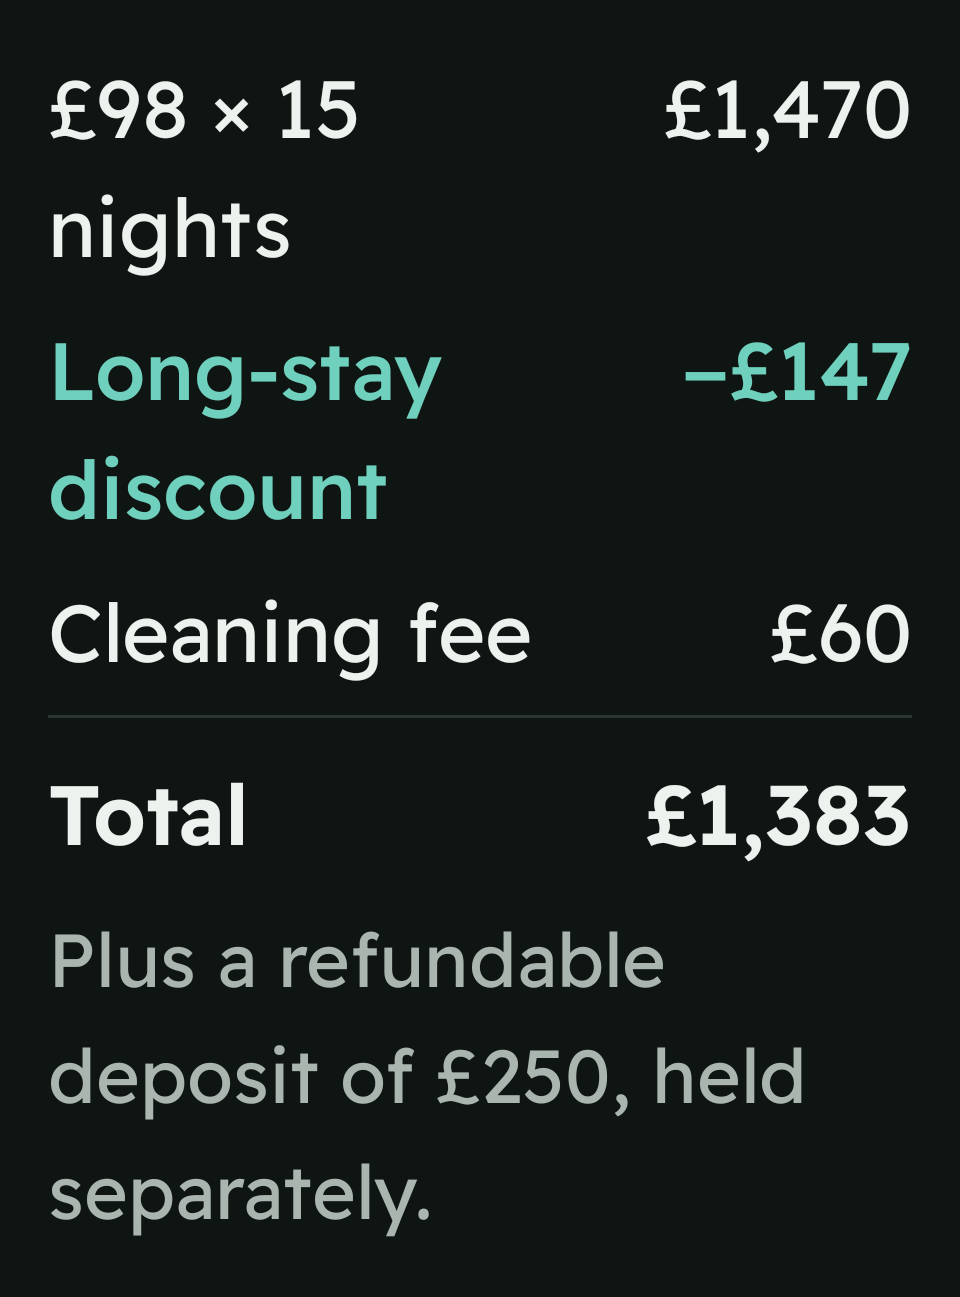 £98 × 15 £1,470
nights
Long-stay −£147
discount
Cleaning fee £60
Total £1,383
Plus a refundable
deposit of £250, held
separately.